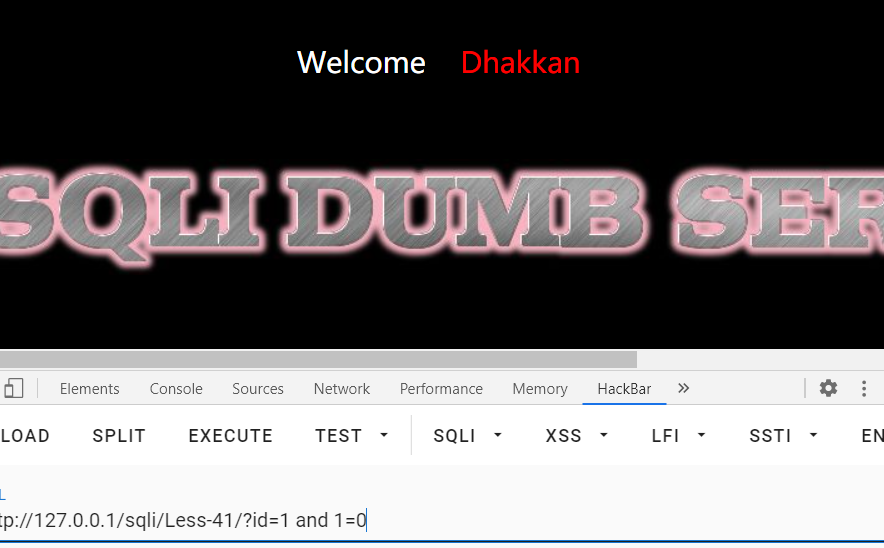 Welcome Dhakkan
SQLI DUMB SER
Elements Console Sources Network Performance Memory HackBar
LOAD SPLIT EXECUTE TEST SQLI XSS LFI SSTI EN
L
tp://127.0.0.1/sqli/Less-41/?id=1 and 1=0